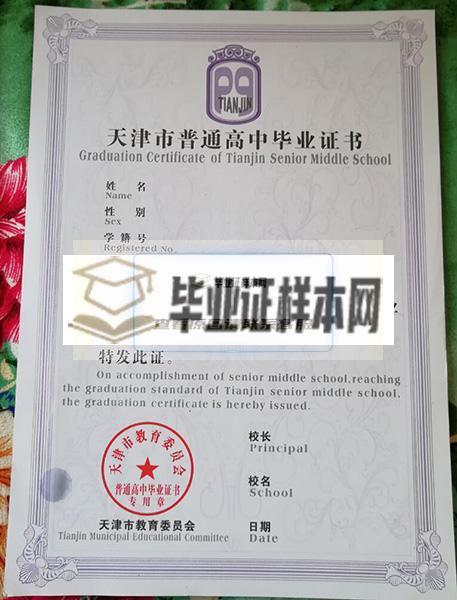 TIANJIN
天津市普通高中毕业证书
Graduation Certificate of Tianjin Senior Middle School
姓 名
Name
性 别
Sex
学籍号
Registered No.
毕业证样本网
特发此证。
On accomplishment of senior middle school,reaching
the graduation standard of Tianjin senior middle school,
the graduation certificate is hereby issued.
校长
Principal
天津市教育委员会
普通高中毕业证书
专用章
校名
School
天津市教育委员会
Tianjin Municipal Educational Committee
日期
Date